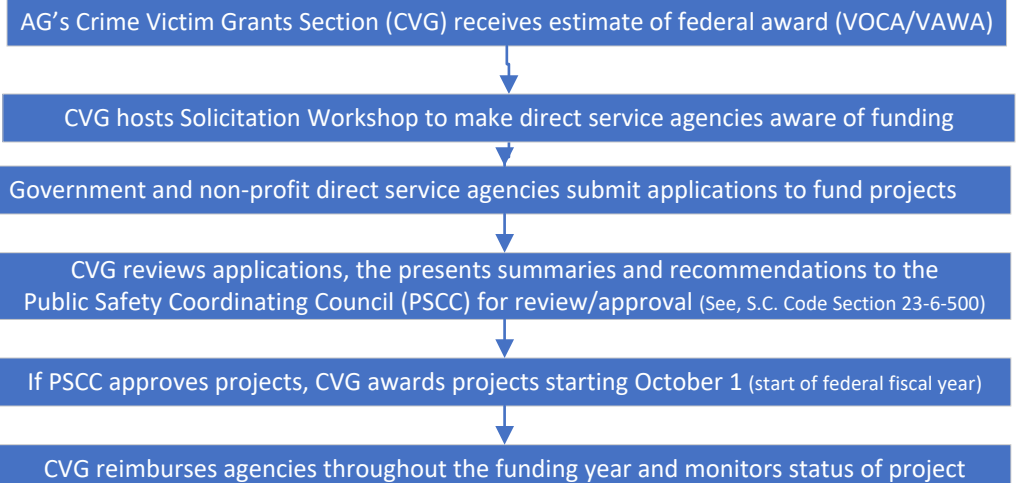 AG's Crime Victim Grants Section (CVG) receives estimate of federal award (VOCA/VAWA)
CVG hosts Solicitation Workshop to make direct service agencies aware of funding
Government and non-profit direct service agencies submit applications to fund projects
CVG reviews applications, the presents summaries and recommendations to the
Public Safety Coordinating Council (PSCC) for review/approval (See, S.C. Code Section 23-6-500)
If PSCC approves projects, CVG awards projects starting October 1 (start of federal fiscal year)
CVG reimburses agencies throughout the funding year and monitors status of project